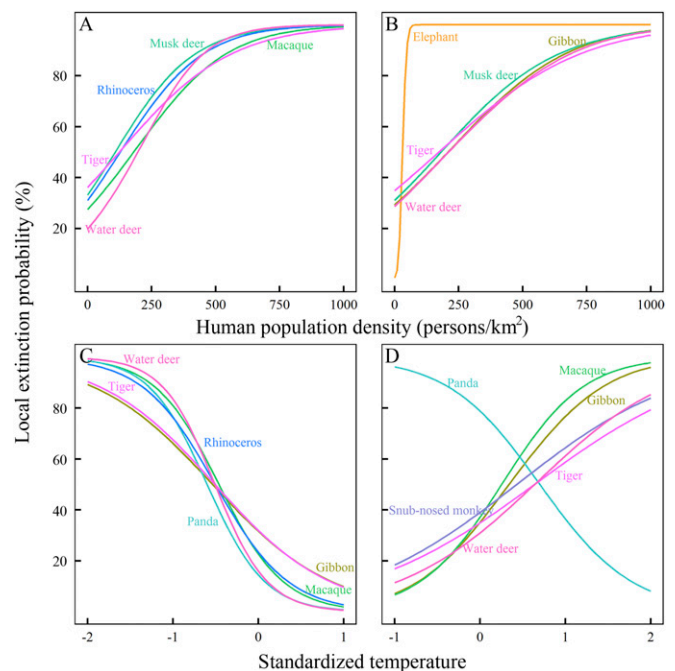 A
Musk deer
Macaque
Rhinoceros
Tiger
Water deer
80
60
40
20
0
250
500
750
1000
B
Elephant
Gibbon
Musk deer
Tiger
Water deer
0
250
500
750
1000
Human population density (persons/km²)
Local extinction probability (%)
C
Water deer
Tiger
Rhinoceros
Panda
Gibbon
Macaque
80
60
40
20
-2
-1
0
1
D
Panda
Macaque
Gibbon
Tiger
Snub-nosed monkey
Water deer
-1
0
1
2
Standardized temperature